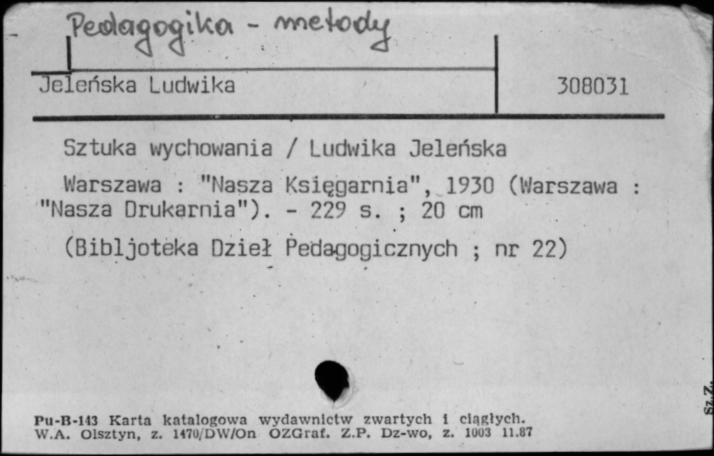 Pedagogika - metody
Jeleńska Ludwika 308031
Sztuka wychowania / Ludwika Jeleńska
Warszawa : "Nasza Księgarnia", 1930 (Warszawa :
"Nasza Drukarnia"). - 229 s. ; 20 cm
(Bibljoteka Dzieł Pedagogicznych ; nr 22)
Pu-B-143 Karta katalogowa wydawnictw zwartych i ciągłych.
W.A. Olsztyn, z. 1470/DW/On OZGraf. Z.P. Dz-wo, z. 1003 11.87
Sz.Z.